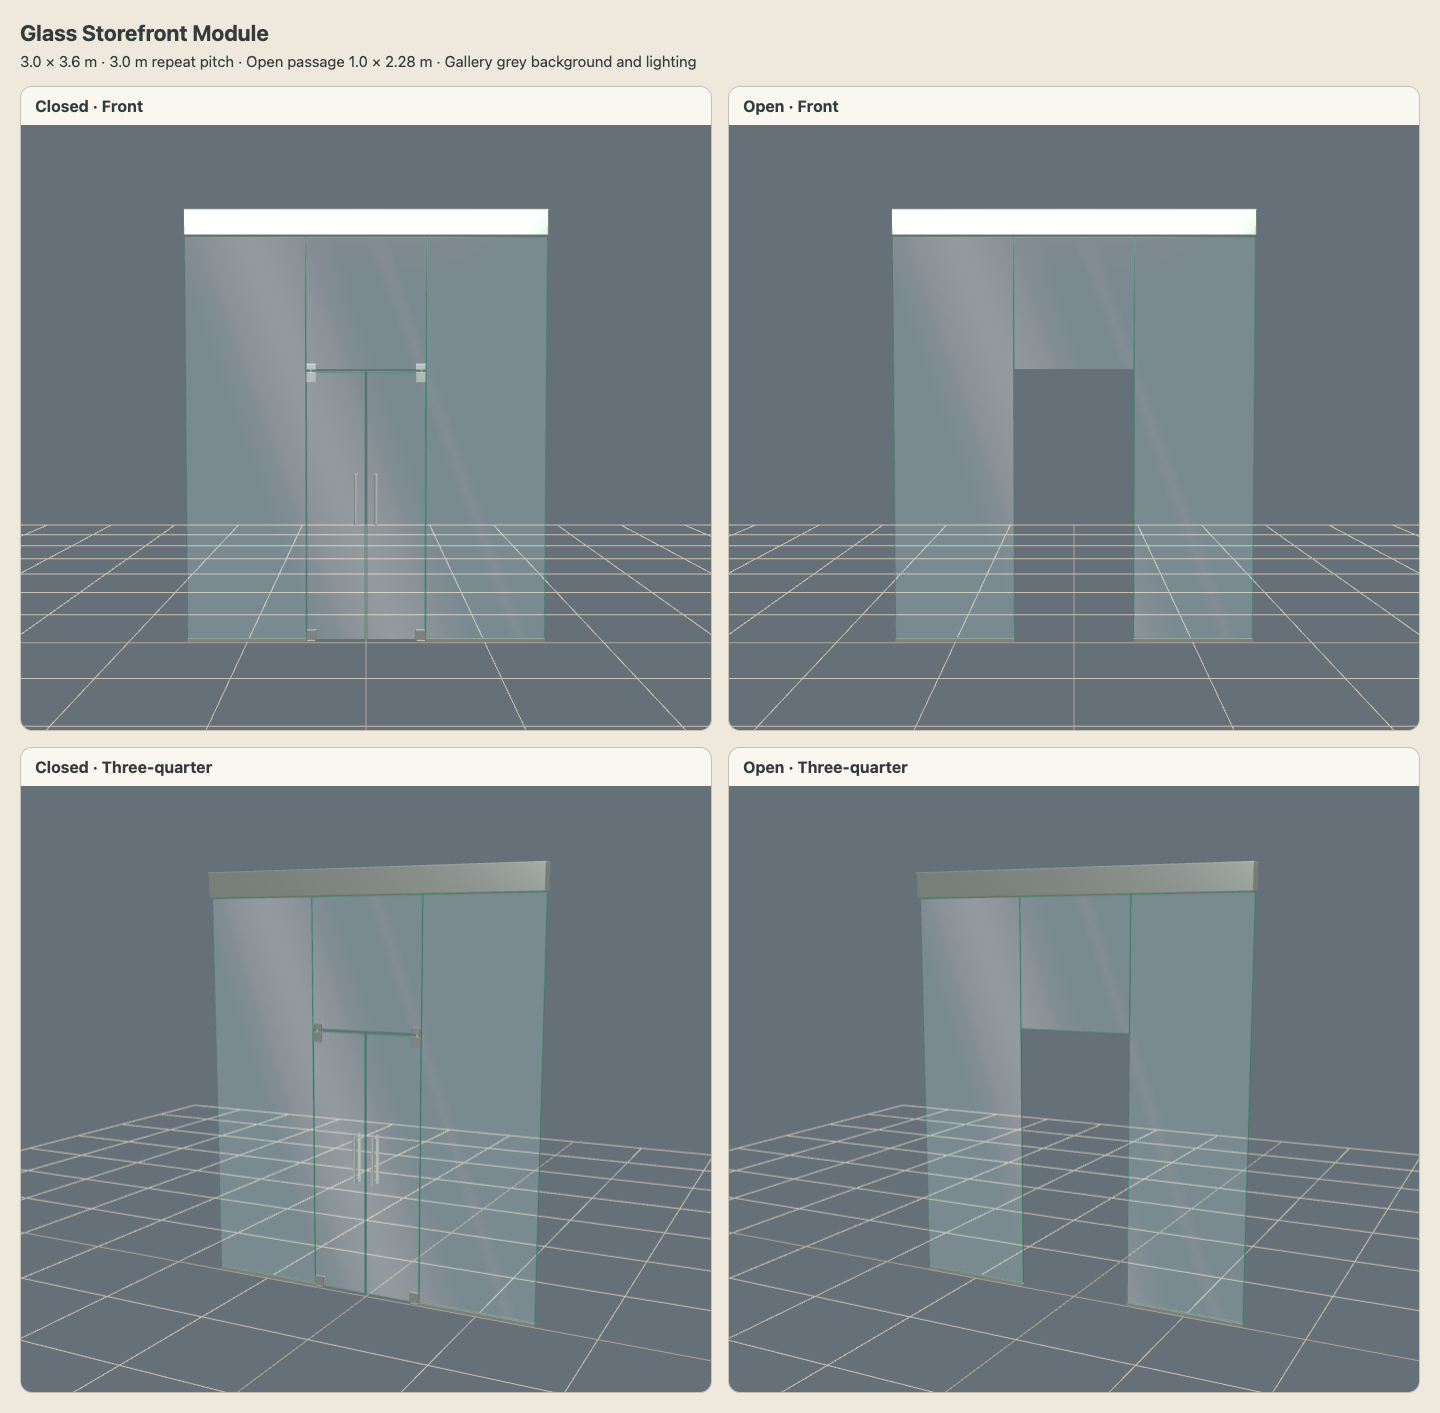 Glass Storefront Module
3.0 × 3.6 m · 3.0 m repeat pitch · Open passage 1.0 × 2.28 m · Gallery grey background and lighting
Closed · Front
Open · Front
Closed · Three-quarter
Open · Three-quarter